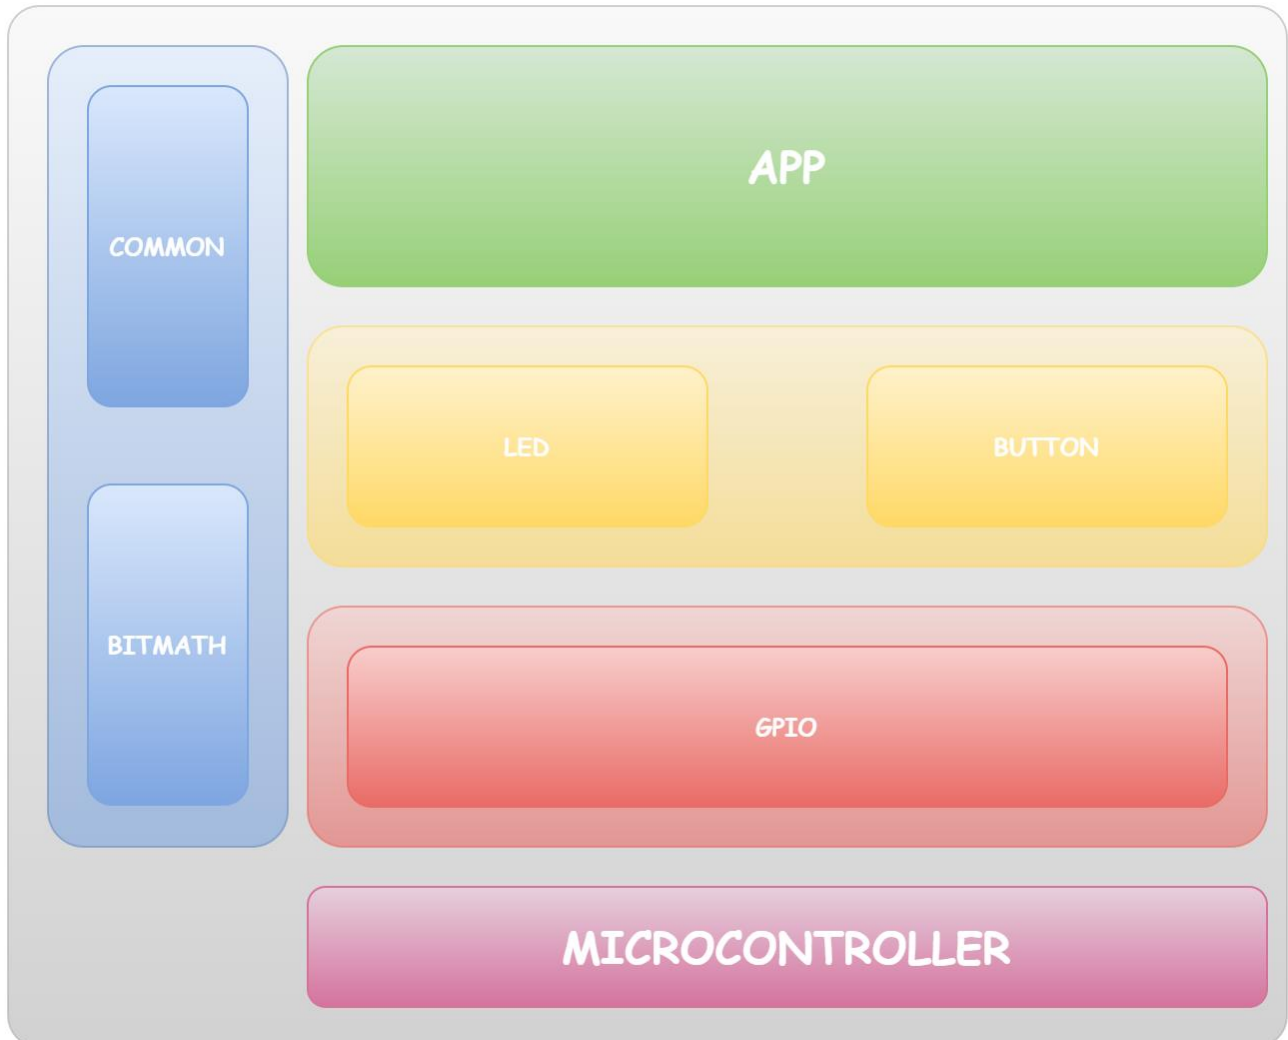 APP
COMMON
LED
BUTTON
BITMATH
GPIO
MICROCONTROLLER